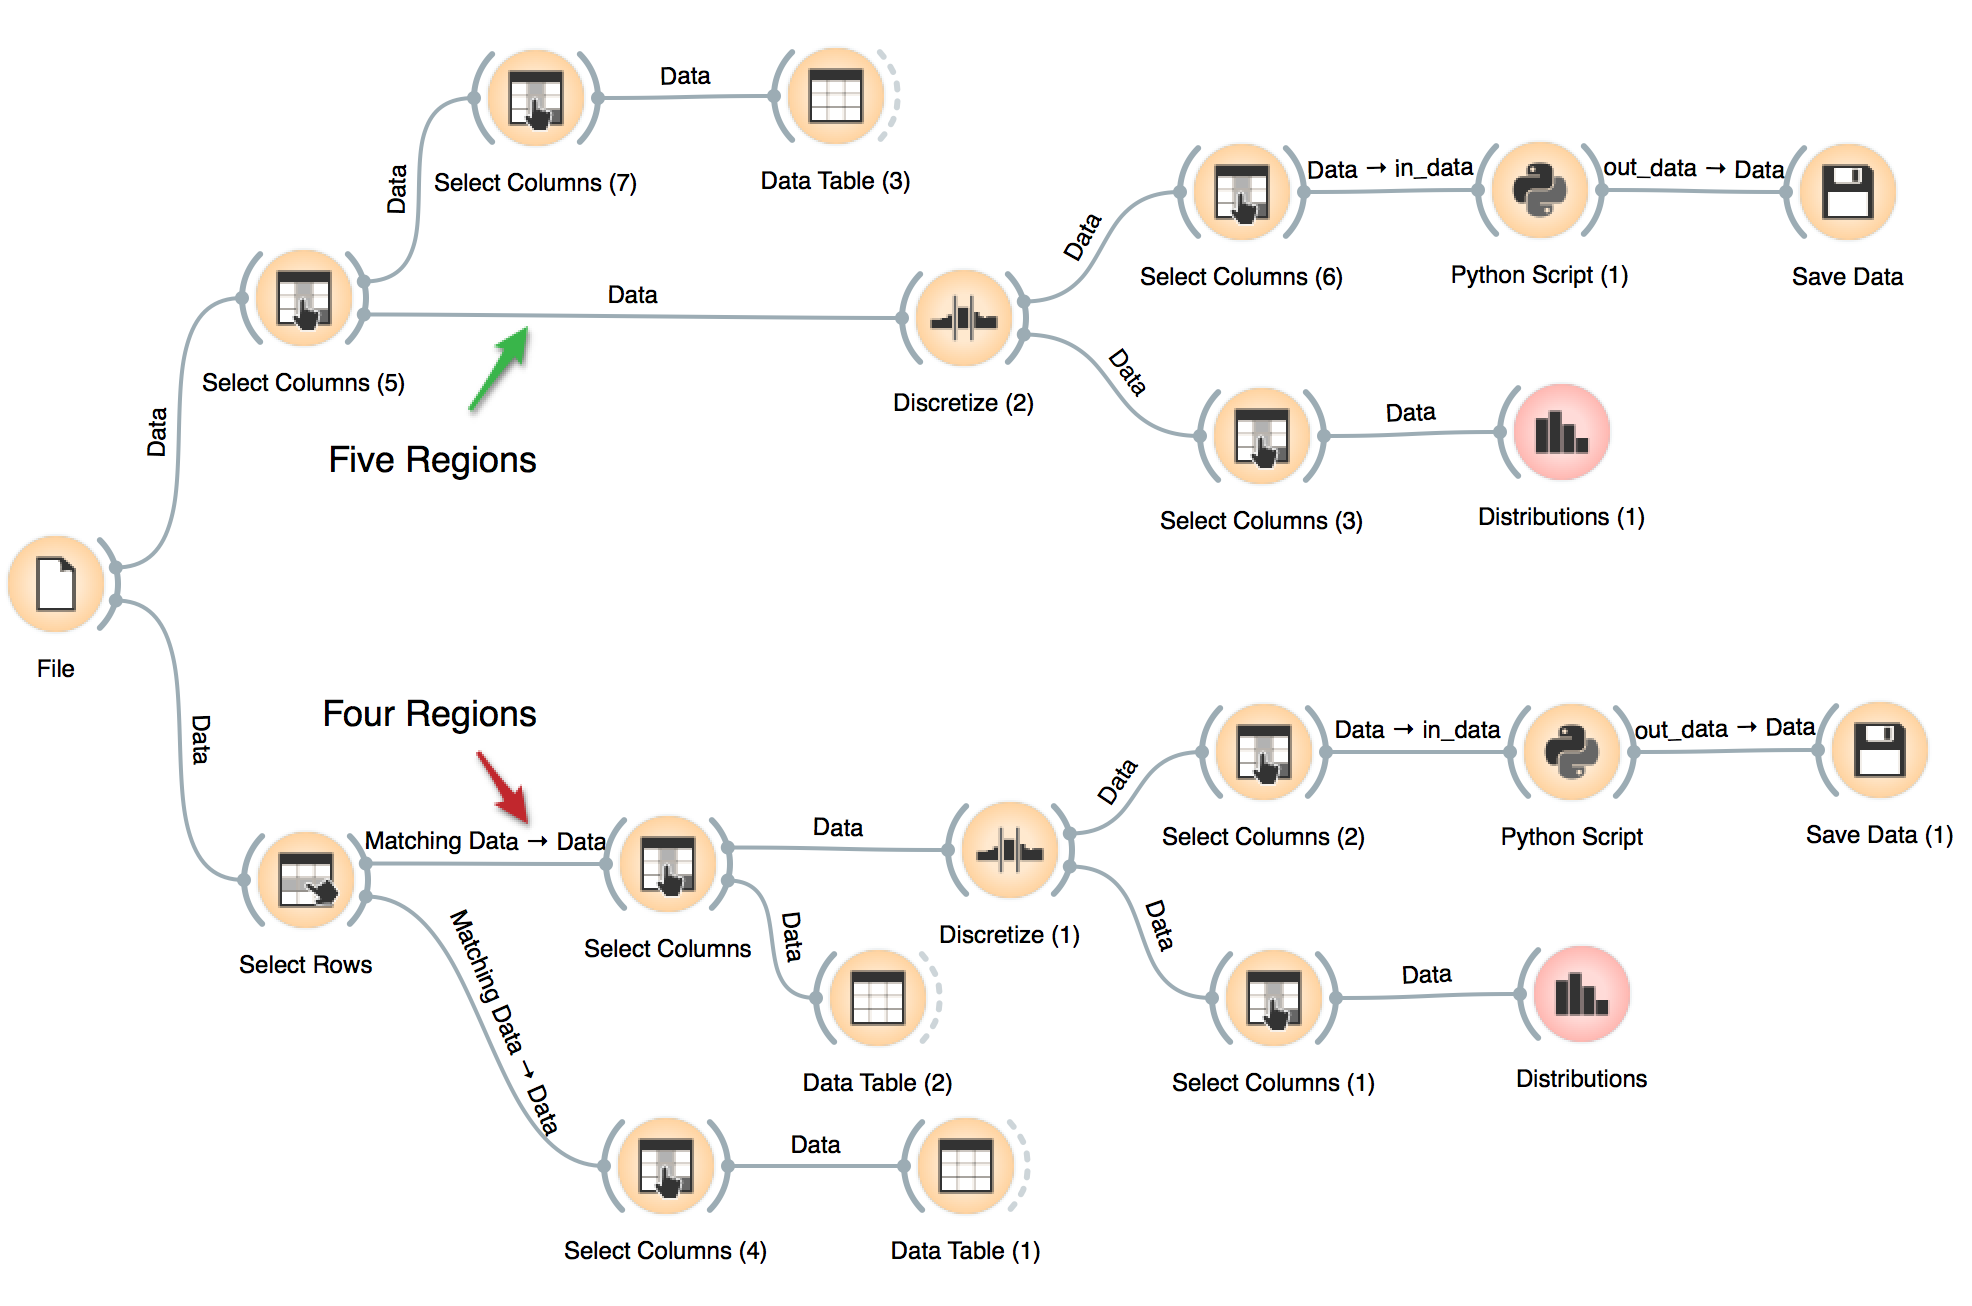 Data
Data
Select Columns (7)
Data Table (3)
Data → in_data
out_data → Data
Data
Select Columns (6)
Python Script (1)
Save Data
Data
Select Columns (5)
Discretize (2)
Data
Data
Five Regions
Data
Select Columns (3)
Distributions (1)
File
Data
Four Regions
Matching Data → Data
Data
Data
Data → in_data
out_data → Data
Select Columns (2)
Python Script
Save Data (1)
Select Rows
Select Columns
Discretize (1)
Matching Data → Data
Data
Data
Data
Data Table (2)
Select Columns (1)
Distributions
Data
Select Columns (4)
Data Table (1)